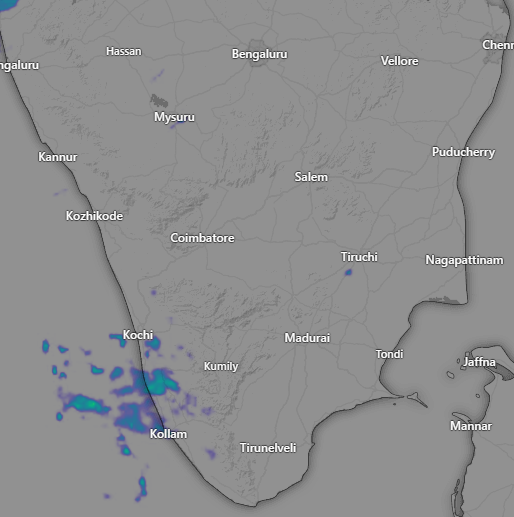 Hassan
Bengaluru
Chenn
ngaluru
Vellore
Mysuru
Kannur
Puducherry
Salem
Kozhikode
Coimbatore
Tiruchi
Nagapattinam
Kochi
Madurai
Tondi
Kumily
Jaffna
Mannar
Kollam
Tirunelveli